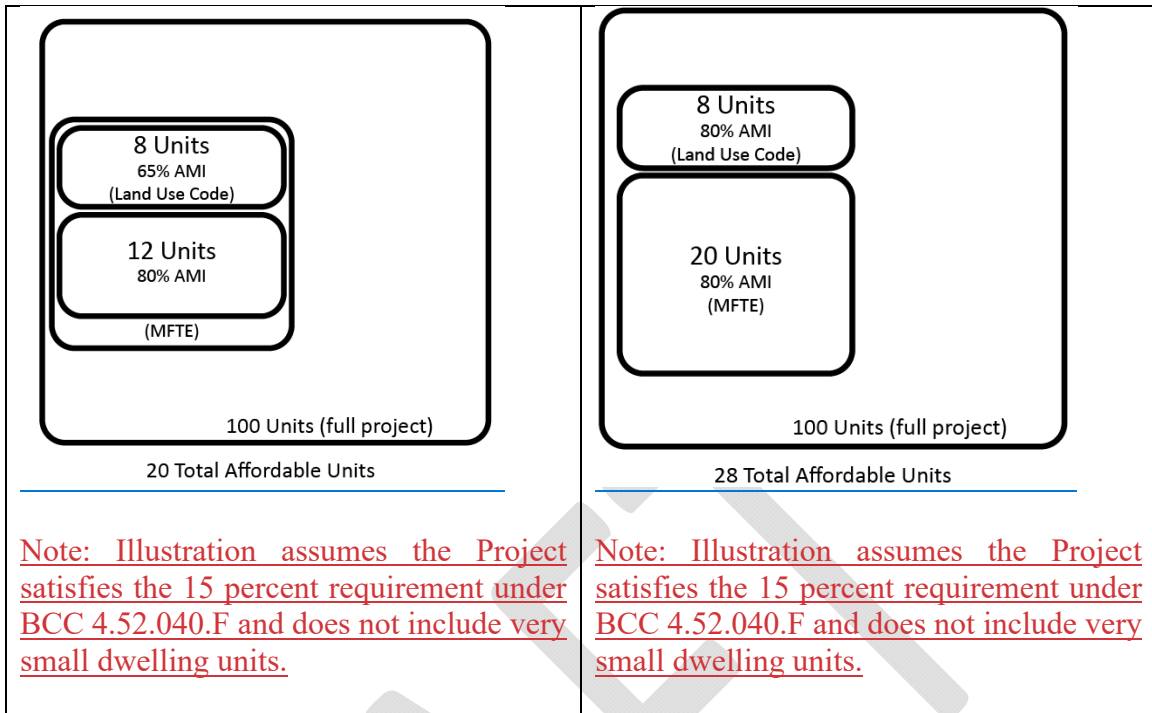 8 Units
65% AMI
(Land Use Code)
12 Units
80% AMI
(MFTE)
100 Units (full project)
20 Total Affordable Units
Note: Illustration assumes the Project
satisfies the 15 percent requirement under
BCC 4.52.040.F and does not include very
small dwelling units.
8 Units
80% AMI
(Land Use Code)
20 Units
80% AMI
(MFTE)
100 Units (full project)
28 Total Affordable Units
Note: Illustration assumes the Project
satisfies the 15 percent requirement under
BCC 4.52.040.F and does not include very
small dwelling units.